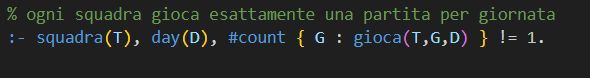 % ogni squadra gioca esattamente una partita per giornata
:- squadra(T), day(D), #count { G : gioca(T,G,D) } != 1.